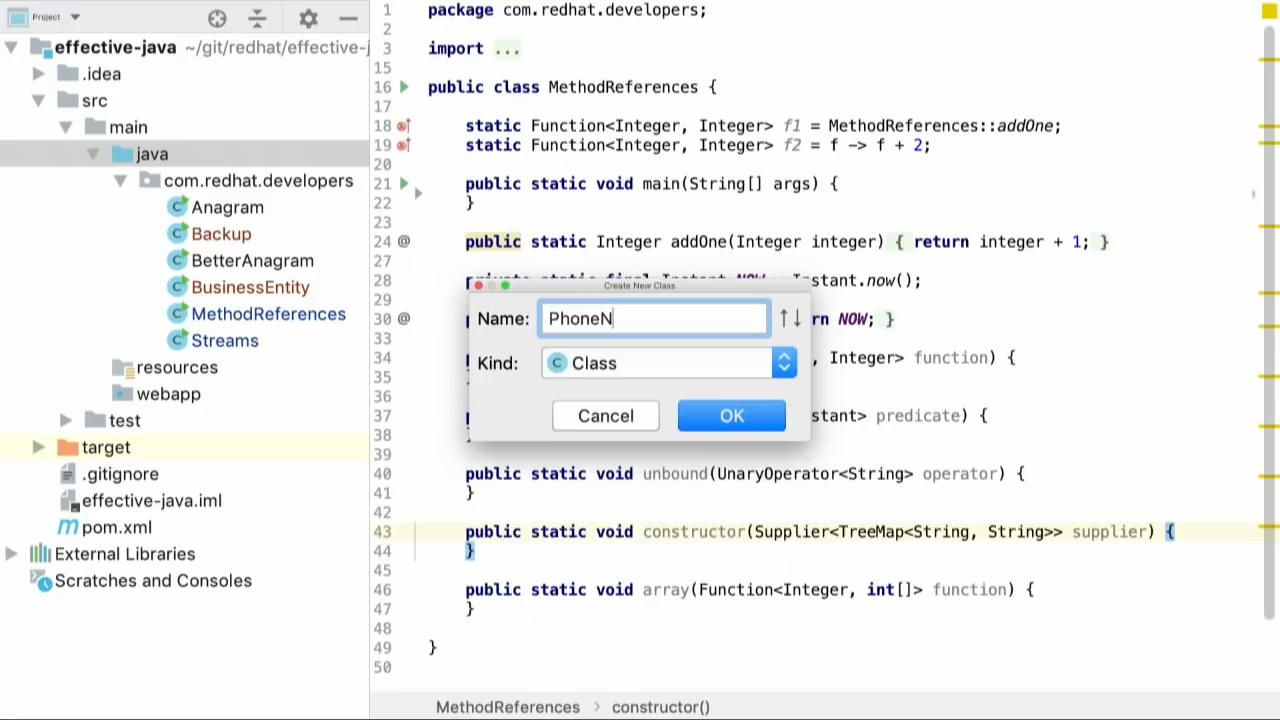 Project
effective-java ~/git/redhat/effective-j
.idea
src
main
java
com.redhat.developers
Anagram
Backup
BetterAnagram
BusinessEntity
MethodReferences
Streams
resources
webapp
test
target
.gitignore
effective-java.iml
pom.xml
External Libraries
Scratches and Consoles
1 package com.redhat.developers;
2
3 import ...
15
16 public class MethodReferences {
17
18 static Function<Integer, Integer> f1 = MethodReferences::addOne;
19 static Function<Integer, Integer> f2 = f -> f + 2;
20
21 public static void main(String[] args) {
22 }
23
24 @ public static Integer addOne(Integer integer) { return integer + 1; }
27
28 private static final Instant NOW = Instant.now();
29
30 @ rn NOW; }
33
34 , Integer> function) {
35
36
37 stant> predicate) {
38
39
40 public static void unbound(UnaryOperator<String> operator) {
41 }
42
43 public static void constructor(Supplier<TreeMap<String, String>> supplier) {
44 }
45
46 public static void array(Function<Integer, int[]> function) {
47 }
48
49 }
50
Create New Class
Name: PhoneN
Kind: Class
Cancel OK
MethodReferences > constructor()